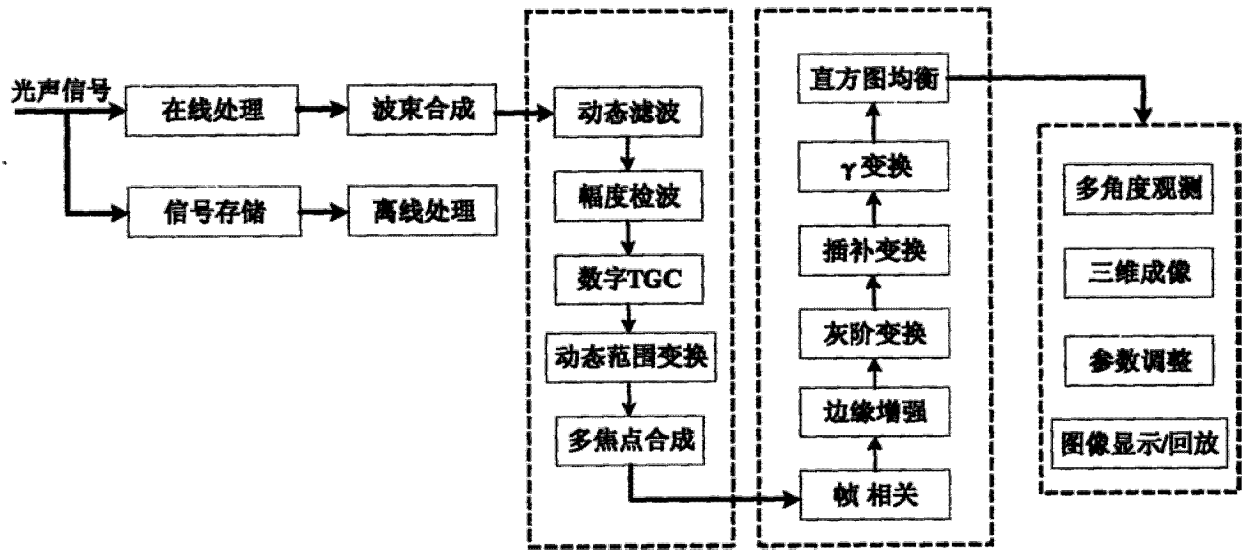 光声信号
在线处理
波束合成
信号存储
离线处理
动态滤波
幅度检波
数字TGC
动态范围变换
多焦点合成
帧 相关
边缘增强
灰阶变换
插补变换
γ 变换
直方图均衡
多角度观测
三维成像
参数调整
图像显示/回放